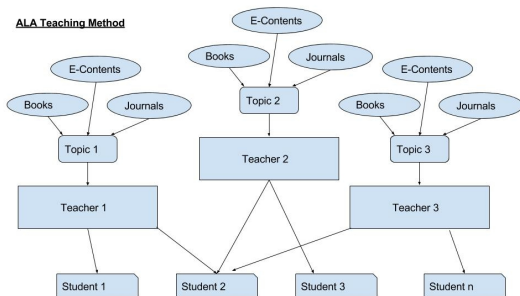 ALA Teaching Method
E-Contents
Books
Journals
Topic 2
Teacher 2
E-Contents
Books
Journals
Topic 1
Teacher 1
E-Contents
Books
Journals
Topic 3
Teacher 3
Student 1
Student 2
Student 3
Student n